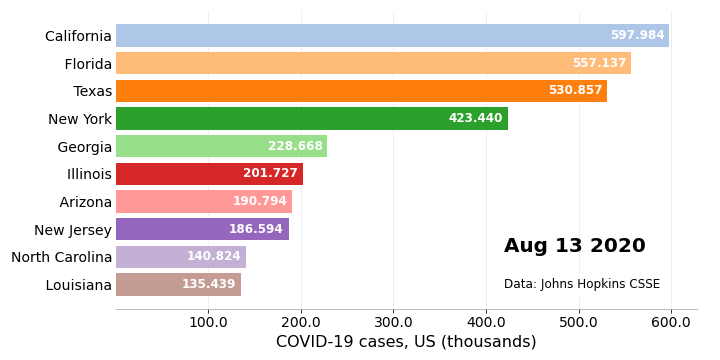 California 597.984
Florida 557.137
Texas 530.857
New York 423.440
Georgia 228.668
Illinois 201.727
Arizona 190.794
New Jersey 186.594
North Carolina 140.824
Louisiana 135.439
Aug 13 2020
Data: Johns Hopkins CSSE
100.0 200.0 300.0 400.0 500.0 600.0
COVID-19 cases, US (thousands)